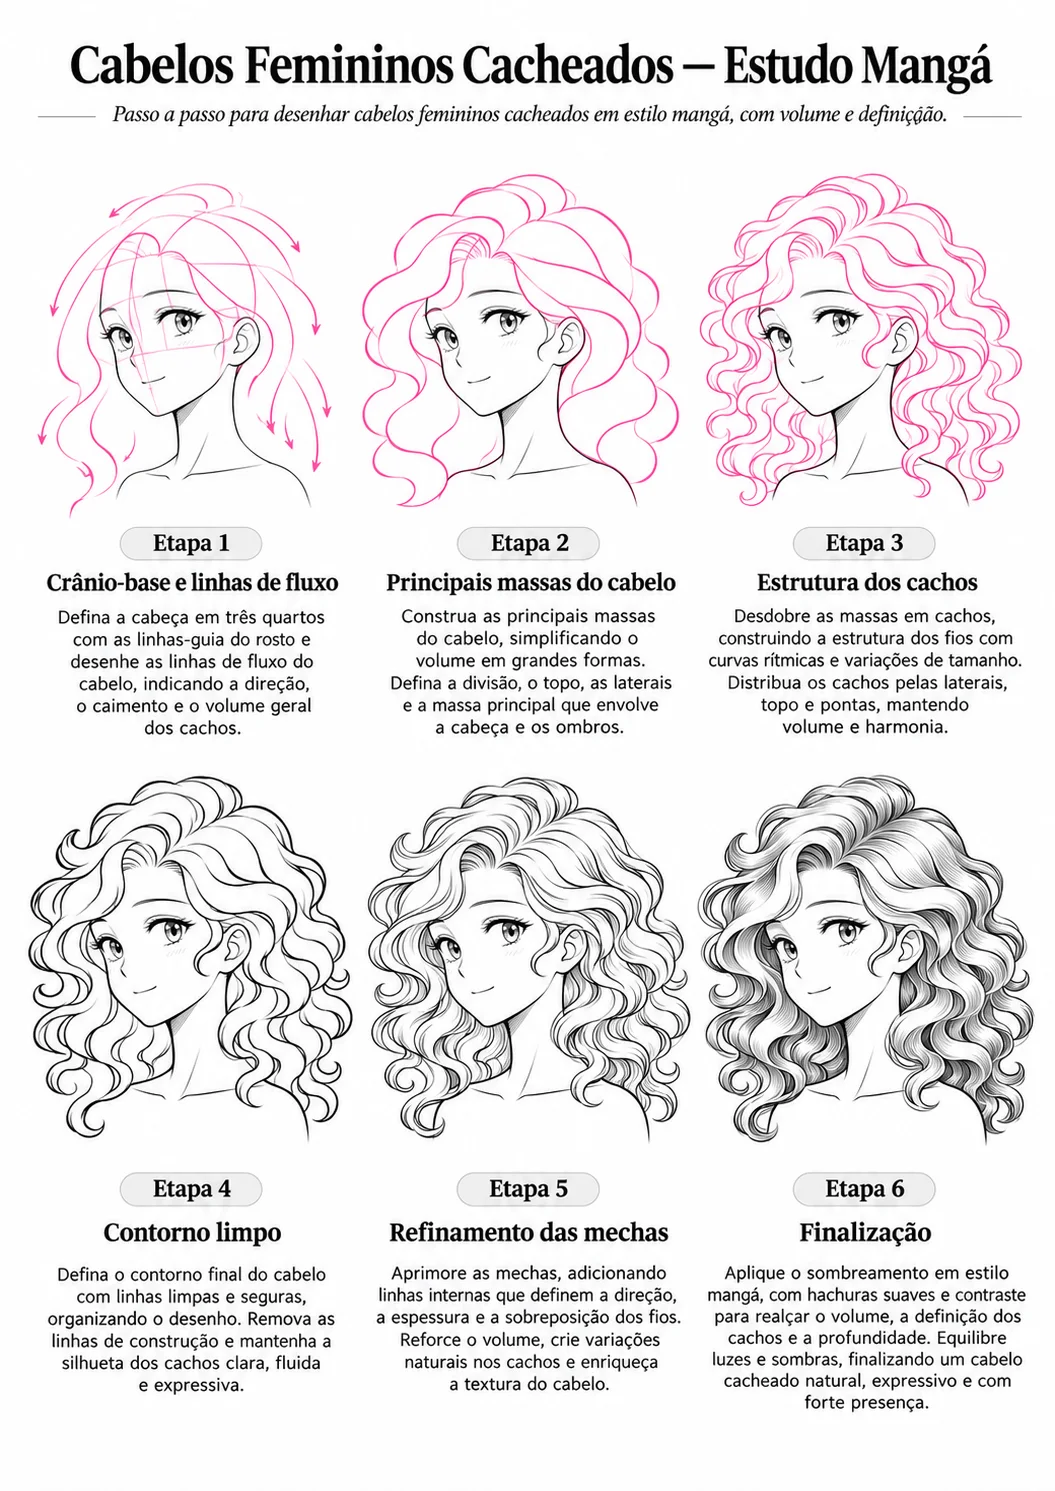 Cabelos Femininos Cacheados — Estudo Mangá
Passo a passo para desenhar cabelos femininos cacheados em estilo mangá, com volume e definiçção.
Etapa 1
Crânio-base e linhas de fluxo
Defina a cabeça em três quartos
com as linhas-guia do rosto e
desenhe as linhas de fluxo do
cabelo, indicando a direção,
o caimento e o volume geral
dos cachos.
Etapa 2
Principais massas do cabelo
Construa as principais massas
do cabelo, simplificando o
volume em grandes formas.
Defina a divisão, o topo, as laterais
e a massa principal que envolve
a cabeça e os ombros.
Etapa 3
Estrutura dos cachos
Desdobre as massas em cachos,
construindo a estrutura dos fios com
curvas rítmicas e variações de tamanho.
Distribua os cachos pelas laterais,
topo e pontas, mantendo
volume e harmonia.
Etapa 4
Contorno limpo
Defina o contorno final do cabelo
com linhas limpas e seguras,
organizando o desenho. Remova as
linhas de construção e mantenha a
silhueta dos cachos clara, fluida
e expressiva.
Etapa 5
Refinamento das mechas
Aprimore as mechas, adicionando
linhas internas que definem a direção,
a espessura e a sobreposição dos fios.
Reforce o volume, crie variações
naturais nos cachos e enriqueça
a textura do cabelo.
Etapa 6
Finalização
Aplique o sombreamento em estilo
mangá, com hachuras suaves e contraste
para realçar o volume, a definição dos
cachos e a profundidade. Equilibre
luzes e sombras, finalizando um cabelo
cacheado natural, expressivo e com
forte presença.